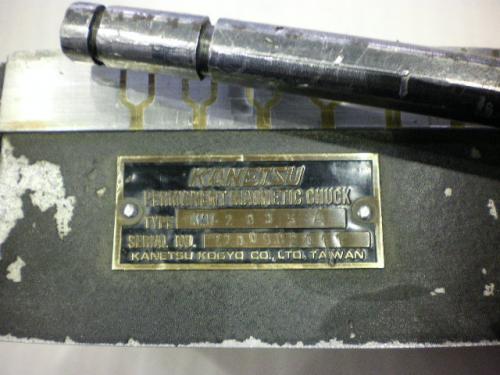 KANETSU
PERMANENT MAGNETIC CHUCK
TYPE
SERIAL NO.
KANETSU KOGYO CO., LTD. TAIWAN